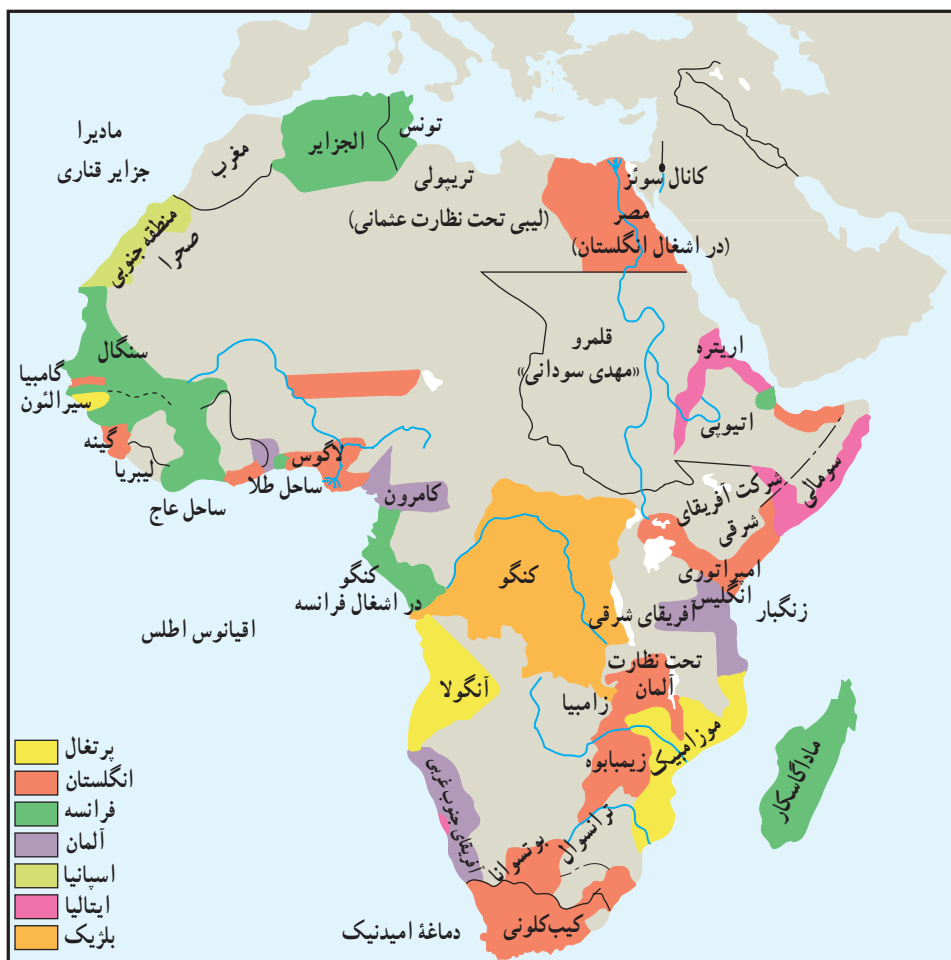 مادیرا
جزایر قناری
مغرب
الجزایر
تونس
تریپولی
(لیبی تحت نظارت عثمانی)
کانال سوئز
مصر
(در اشغال انگلستان)
منطقه جنوبی
صحرا
قلمرو
«مهدی سودانی»
اریتره
اتیوپی
سنگال
گامبیا
سیرالئون
گینه
لیبریا
ساحل عاج
ساحل طلا
لاگوس
کامرون
سومالی
شرکت آفریقای
شرقی
امپراتوری
انگلیس
کنگو
کنگو
در اشغال فرانسه
زنگبار
آفریقای شرقی
تحت نظارت
آلمان
اقیانوس اطلس
آنگولا
زامبیا
موزامبیک
زیمبابوه
ماداگاسکار
آفریقای جنوب غربی
بوتسوانا
ترانسوال
کیپ‌کلونی
دماغهٔ امیدنیک
پرتغال
انگلستان
فرانسه
آلمان
اسپانیا
ایتالیا
بلژیک